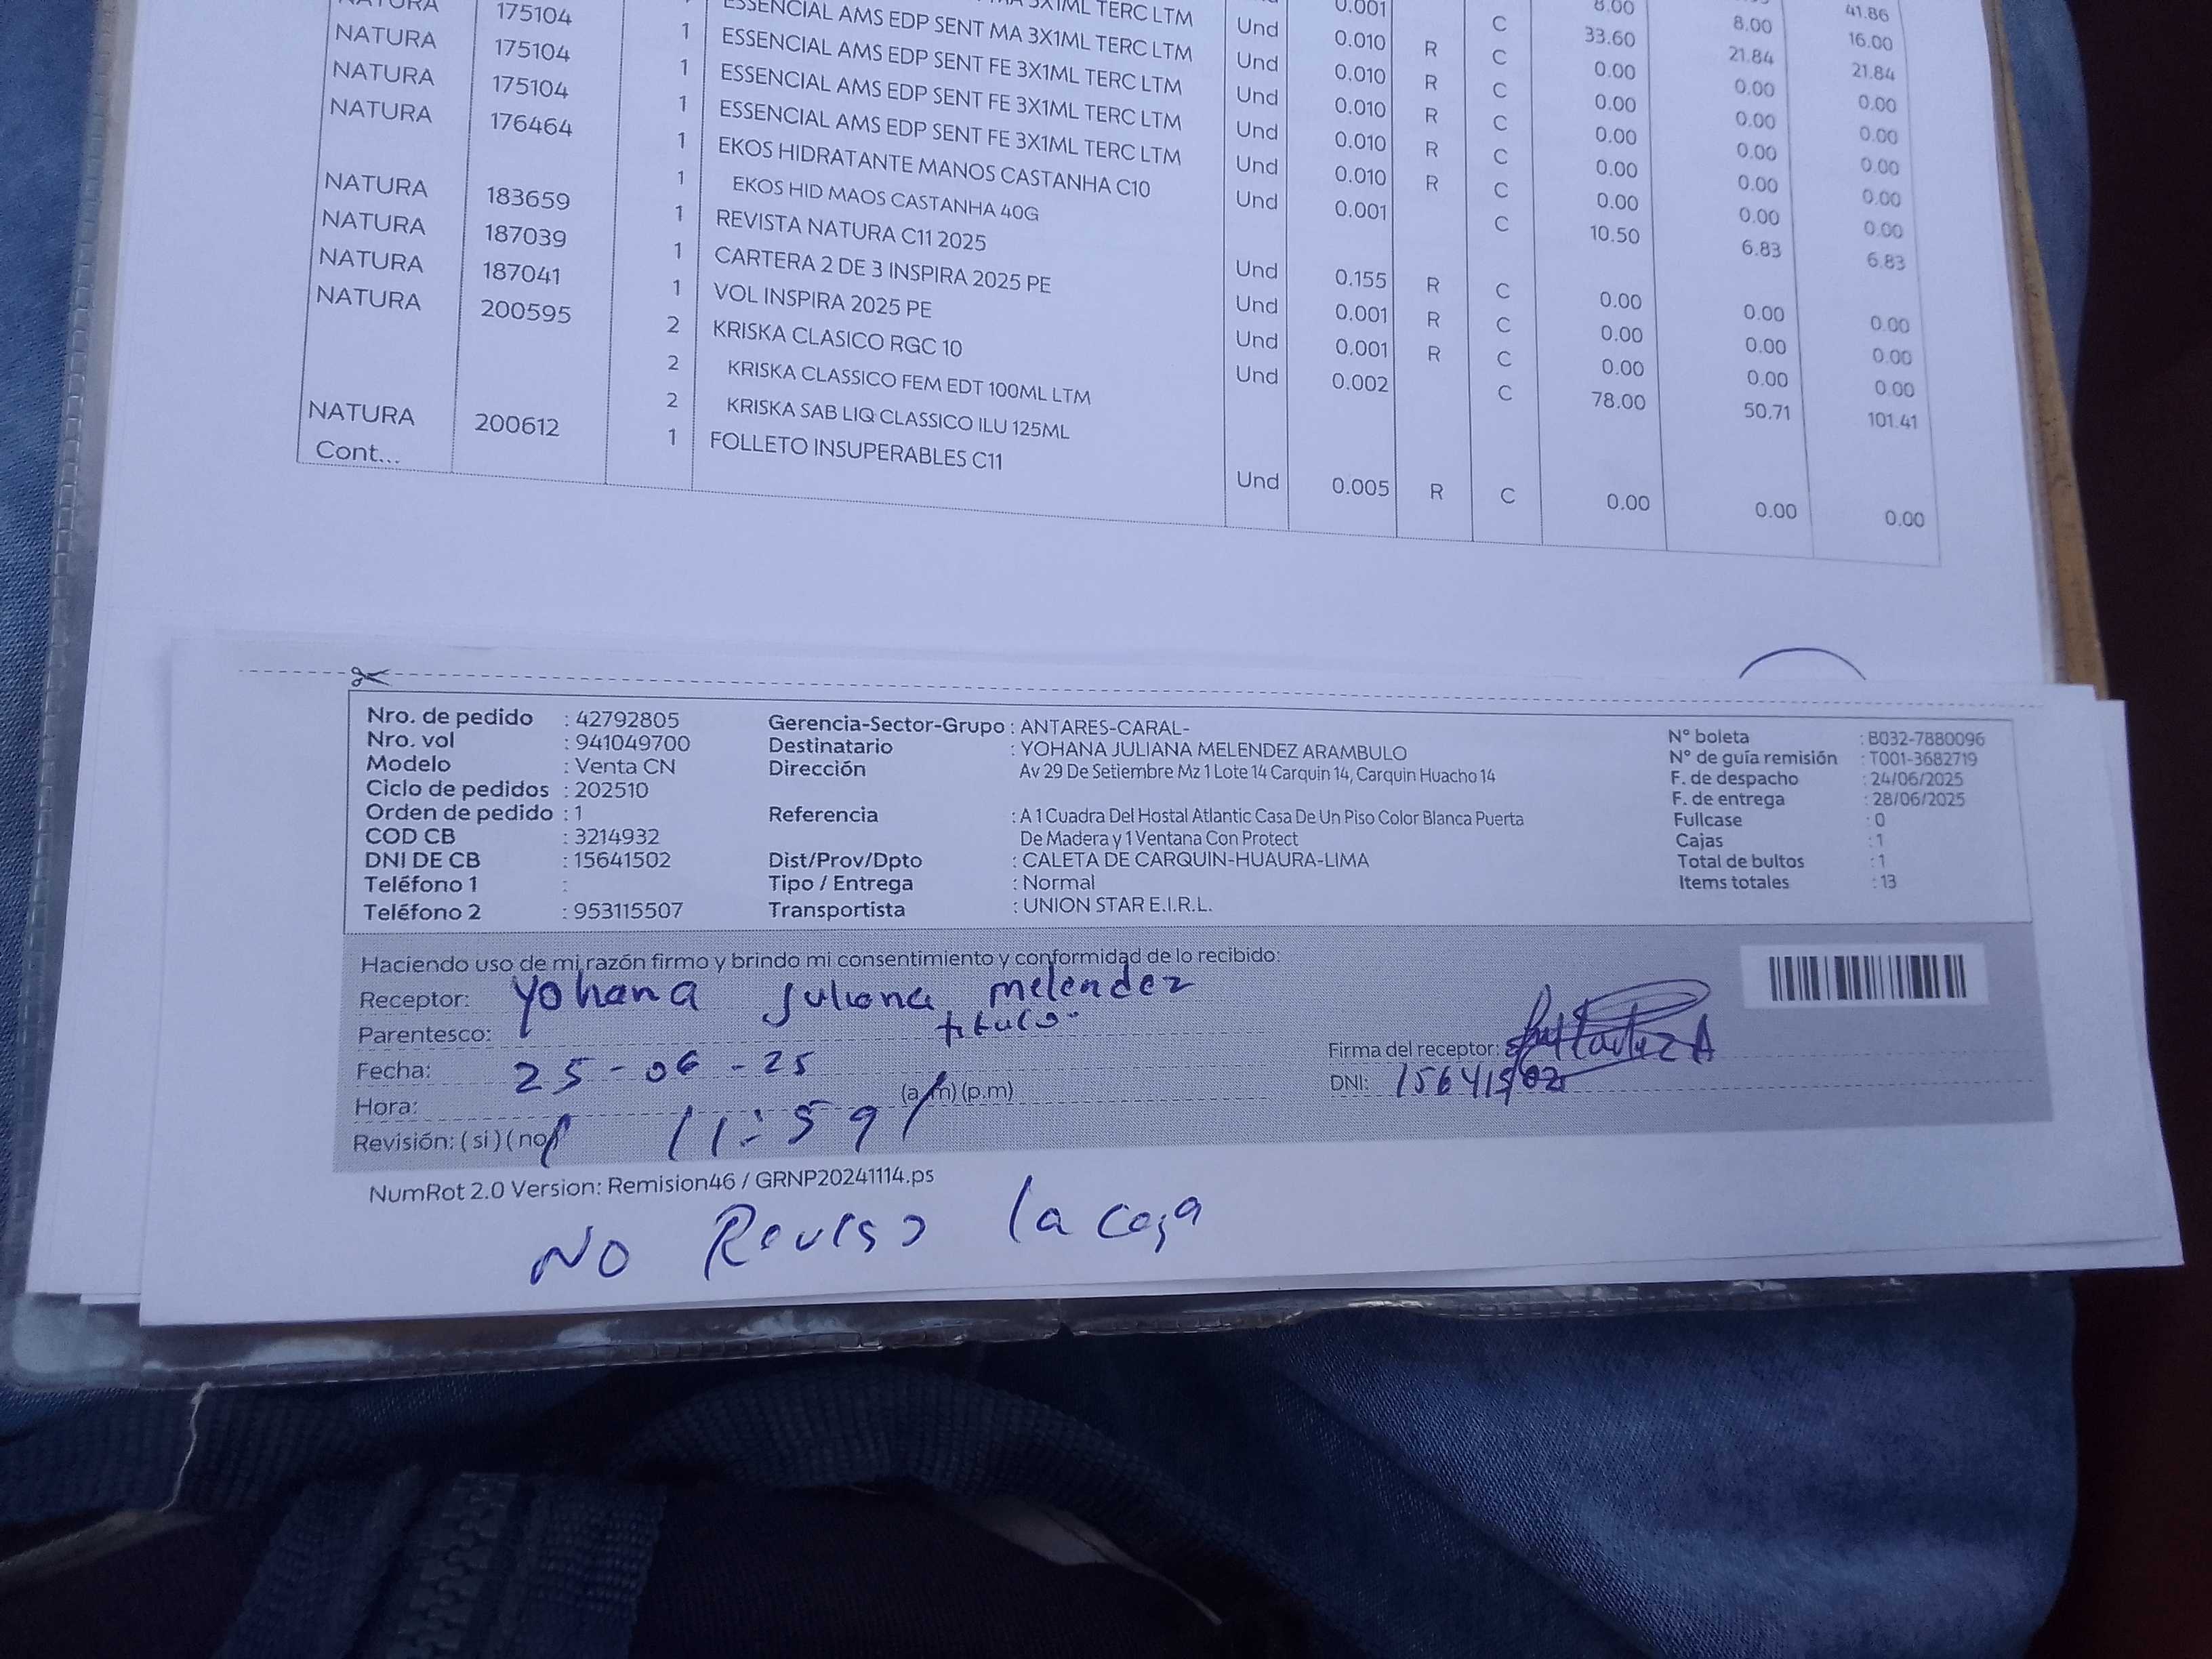 NATURA 175104 1 ESSENCIAL AMS EDP SENT MA 3X1ML TERC LTM Und 0.010 R C 33.60 21.84 21.84
NATURA 175104 1 ESSENCIAL AMS EDP SENT FE 3X1ML TERC LTM Und 0.010 R C 0.00 0.00 0.00
NATURA 175104 1 ESSENCIAL AMS EDP SENT FE 3X1ML TERC LTM Und 0.010 R C 0.00 0.00 0.00
1 ESSENCIAL AMS EDP SENT FE 3X1ML TERC LTM Und 0.010 R C 0.00 0.00 0.00
NATURA 176464 1 EKOS HIDRATANTE MANOS CASTANHA C10 Und 0.001 C 10.50 6.83 6.83
1 EKOS HID MAOS CASTANHA 40G
NATURA 183659 1 REVISTA NATURA C11 2025 Und 0.155 R C 0.00 0.00 0.00
NATURA 187039 1 CARTERA 2 DE 3 INSPIRA 2025 PE Und 0.001 R C 0.00 0.00 0.00
NATURA 187041 1 VOL INSPIRA 2025 PE Und 0.001 R C 0.00 0.00 0.00
NATURA 200595 2 KRISKA CLASICO RGC 10 Und 0.002 C 78.00 50.71 101.41
2 KRISKA CLASSICO FEM EDT 100ML LTM
2 KRISKA SAB LIQ CLASSICO ILU 125ML
NATURA 200612 1 FOLLETO INSUPERABLES C11 Und 0.005 R C 0.00 0.00 0.00
Cont...
Nro. de pedido : 42792805 Gerencia-Sector-Grupo : ANTARES-CARAL- N° boleta : B032-7880096
Nro. vol : 941049700 Destinatario : YOHANA JULIANA MELENDEZ ARAMBULO N° de guía remisión : T001-3682719
Modelo : Venta CN Dirección Av 29 De Setiembre Mz 1 Lote 14 Carquin 14, Carquin Huacho 14 F. de despacho : 24/06/2025
Ciclo de pedidos : 202510 F. de entrega : 28/06/2025
Orden de pedido : 1 Referencia : A 1 Cuadra Del Hostal Atlantic Casa De Un Piso Color Blanca Puerta Fullcase : 0
COD CB : 3214932 De Madera y 1 Ventana Con Protect Cajas : 1
DNI DE CB : 15641502 Dist/Prov/Dpto : CALETA DE CARQUIN-HUAURA-LIMA Total de bultos : 1
Teléfono 1 : Tipo / Entrega : Normal Items totales : 13
Teléfono 2 : 953115507 Transportista : UNION STAR E.I.R.L.
Haciendo uso de mi razón firmo y brindo mi consentimiento y conformidad de lo recibido:
Receptor: Yohana Juliana melendez
Parentesco: titular
Fecha: 25-06-25 Firma del receptor:
Hora: 11:59 (a.m) (p.m) DNI: 15641502
Revisión: ( si ) ( no )
NumRot 2.0 Version: Remision46 / GRNP20241114.ps
NO Reviso la caja